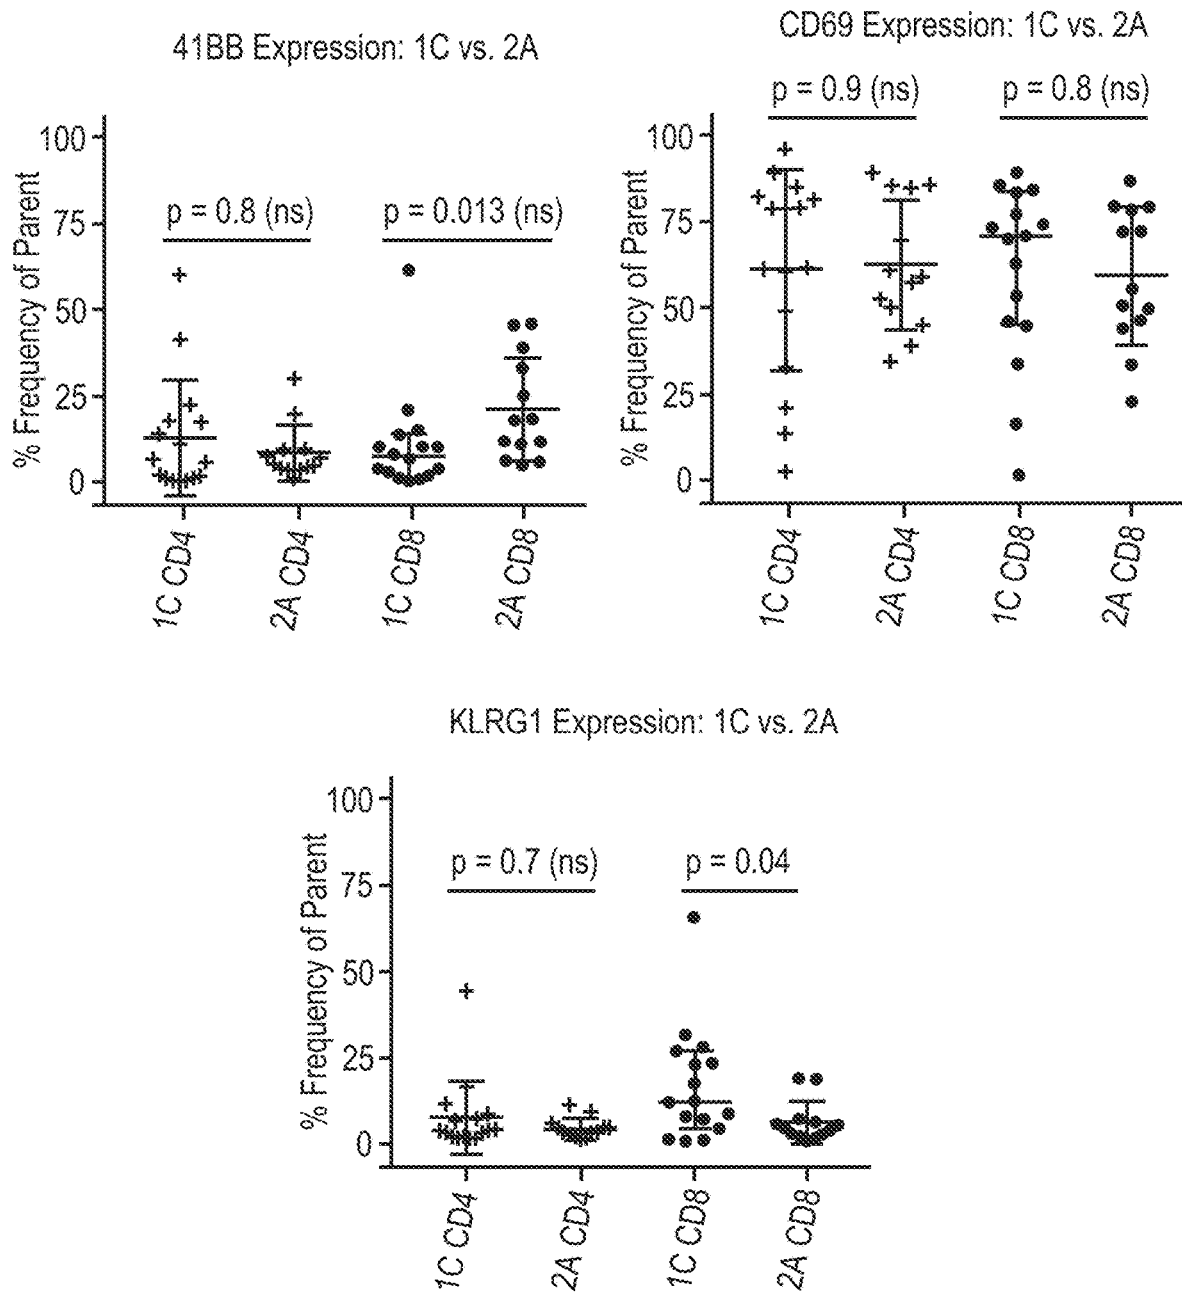 41BB Expression: 1C vs. 2A
% Frequency of Parent
100
75
50
25
0
p = 0.8 (ns)
p = 0.013 (ns)
1C CD4
2A CD4
1C CD8
2A CD8
CD69 Expression: 1C vs. 2A
% Frequency of Parent
100
75
50
25
0
p = 0.9 (ns)
p = 0.8 (ns)
1C CD4
2A CD4
1C CD8
2A CD8
KLRG1 Expression: 1C vs. 2A
% Frequency of Parent
100
75
50
25
0
p = 0.7 (ns)
p = 0.04
1C CD4
2A CD4
1C CD8
2A CD8